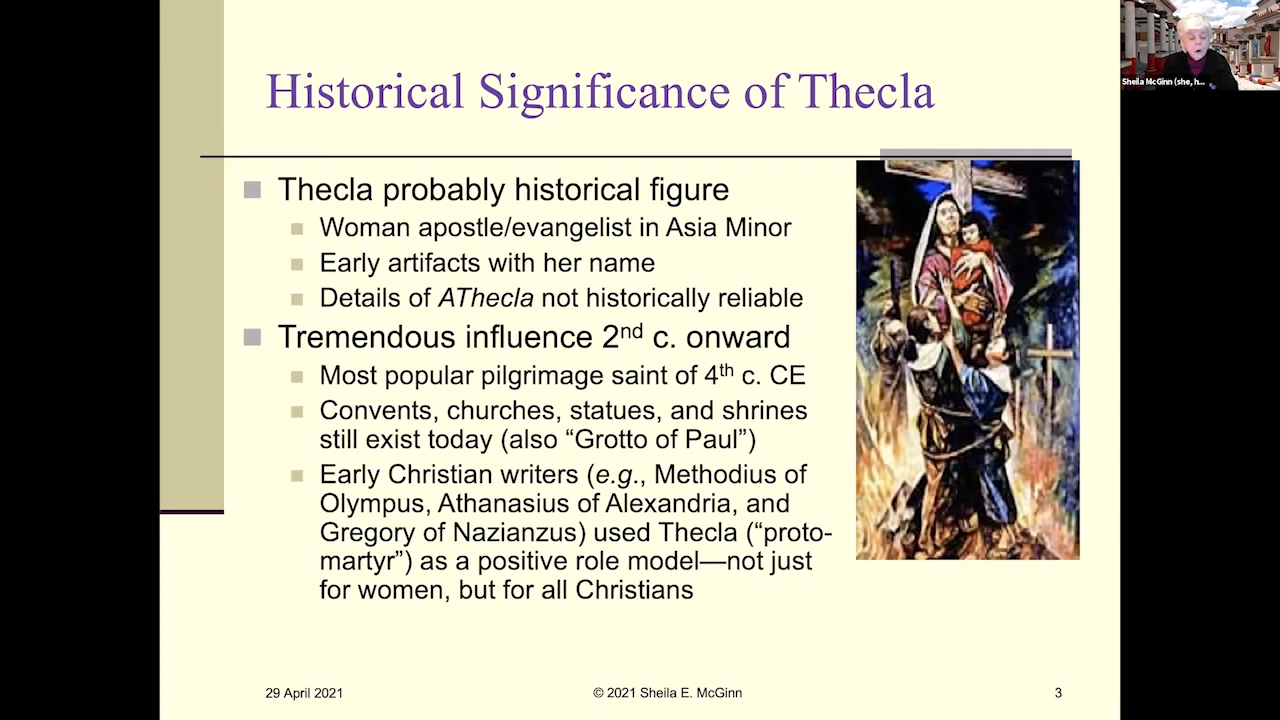 Historical Significance of Thecla
Sheila McGinn (she, h...
Thecla probably historical figure
Woman apostle/evangelist in Asia Minor
Early artifacts with her name
Details of AThecla not historically reliable
Tremendous influence 2nd c. onward
Most popular pilgrimage saint of 4th c. CE
Convents, churches, statues, and shrines
still exist today (also “Grotto of Paul”)
Early Christian writers (e.g., Methodius of
Olympus, Athanasius of Alexandria, and
Gregory of Nazianzus) used Thecla (“proto-
martyr”) as a positive role model—not just
for women, but for all Christians
29 April 2021
© 2021 Sheila E. McGinn
3